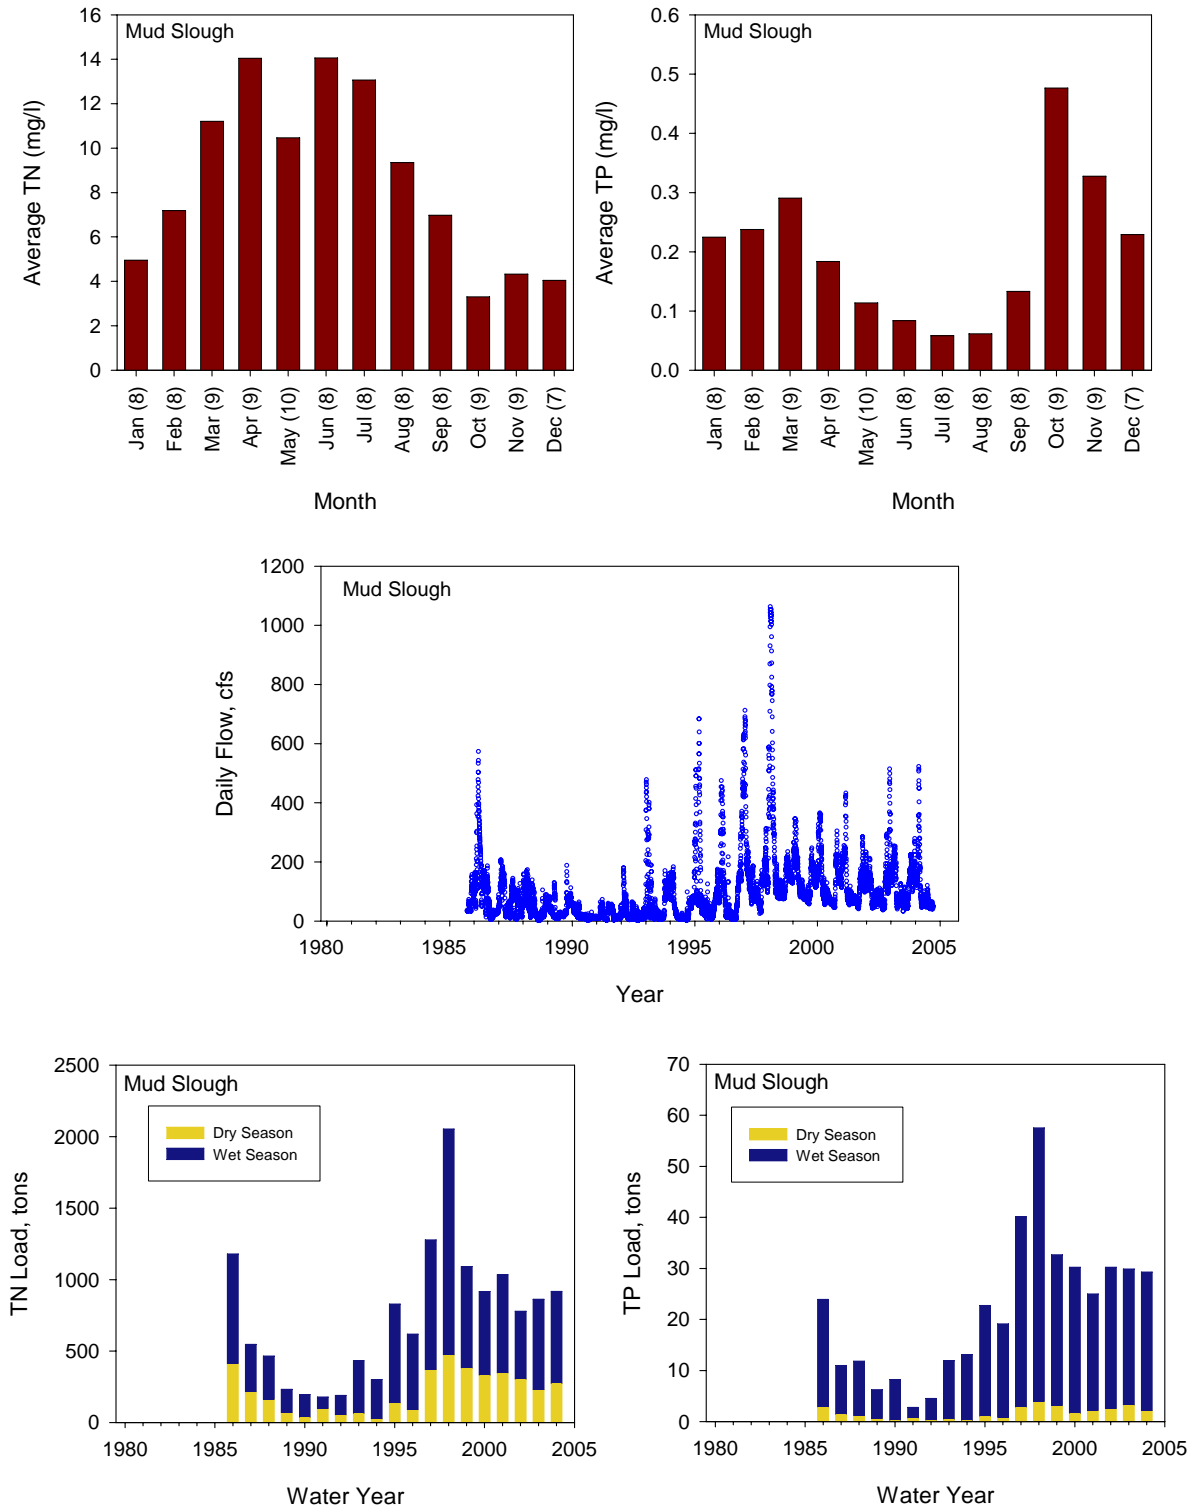 Mud Slough
Average TN (mg/l)
16
14
12
10
8
6
4
2
0
Jan (8)
Feb (8)
Mar (9)
Apr (9)
May (10)
Jun (8)
Jul (8)
Aug (8)
Sep (8)
Oct (9)
Nov (9)
Dec (7)
Month
Mud Slough
Average TP (mg/l)
0.6
0.5
0.4
0.3
0.2
0.1
0.0
Jan (8)
Feb (8)
Mar (9)
Apr (9)
May (10)
Jun (8)
Jul (8)
Aug (8)
Sep (8)
Oct (9)
Nov (9)
Dec (7)
Month
Mud Slough
Daily Flow, cfs
1200
1000
800
600
400
200
0
1980 1985 1990 1995 2000 2005
Year
Mud Slough
Dry Season
Wet Season
TN Load, tons
2500
2000
1500
1000
500
0
1980 1985 1990 1995 2000 2005
Water Year
Mud Slough
Dry Season
Wet Season
TP Load, tons
70
60
50
40
30
20
10
0
1980 1985 1990 1995 2000 2005
Water Year